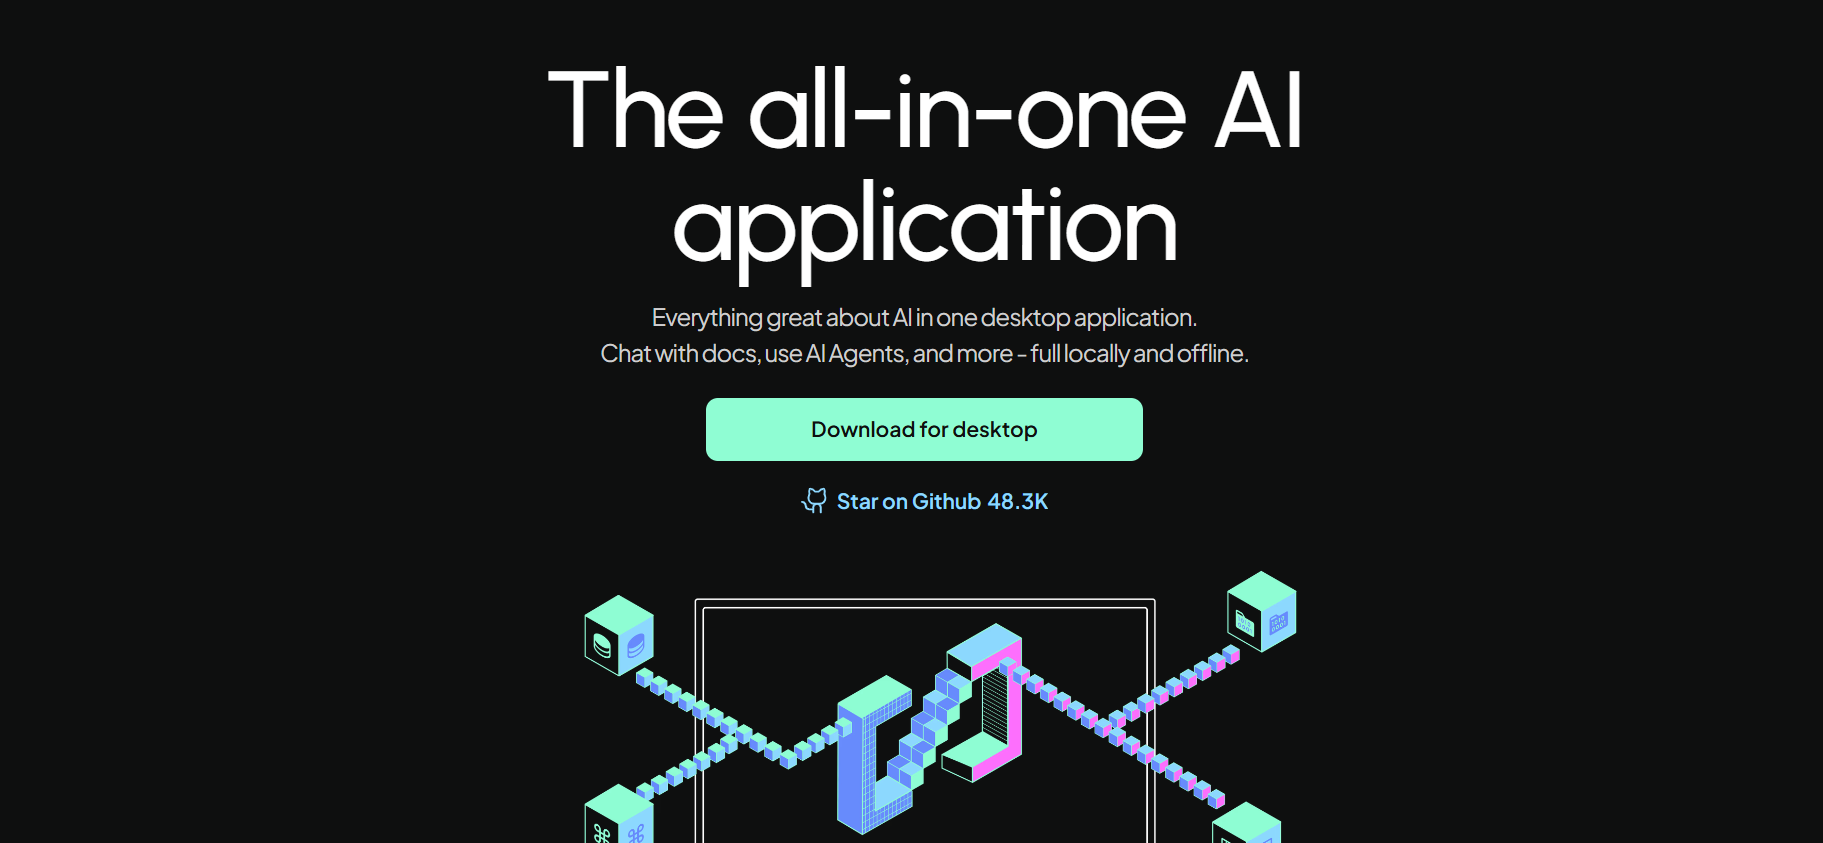 The all-in-one AI
application
Everything great about AI in one desktop application.
Chat with docs, use AI Agents, and more - full locally and offline.
Download for desktop
Star on Github 48.3K